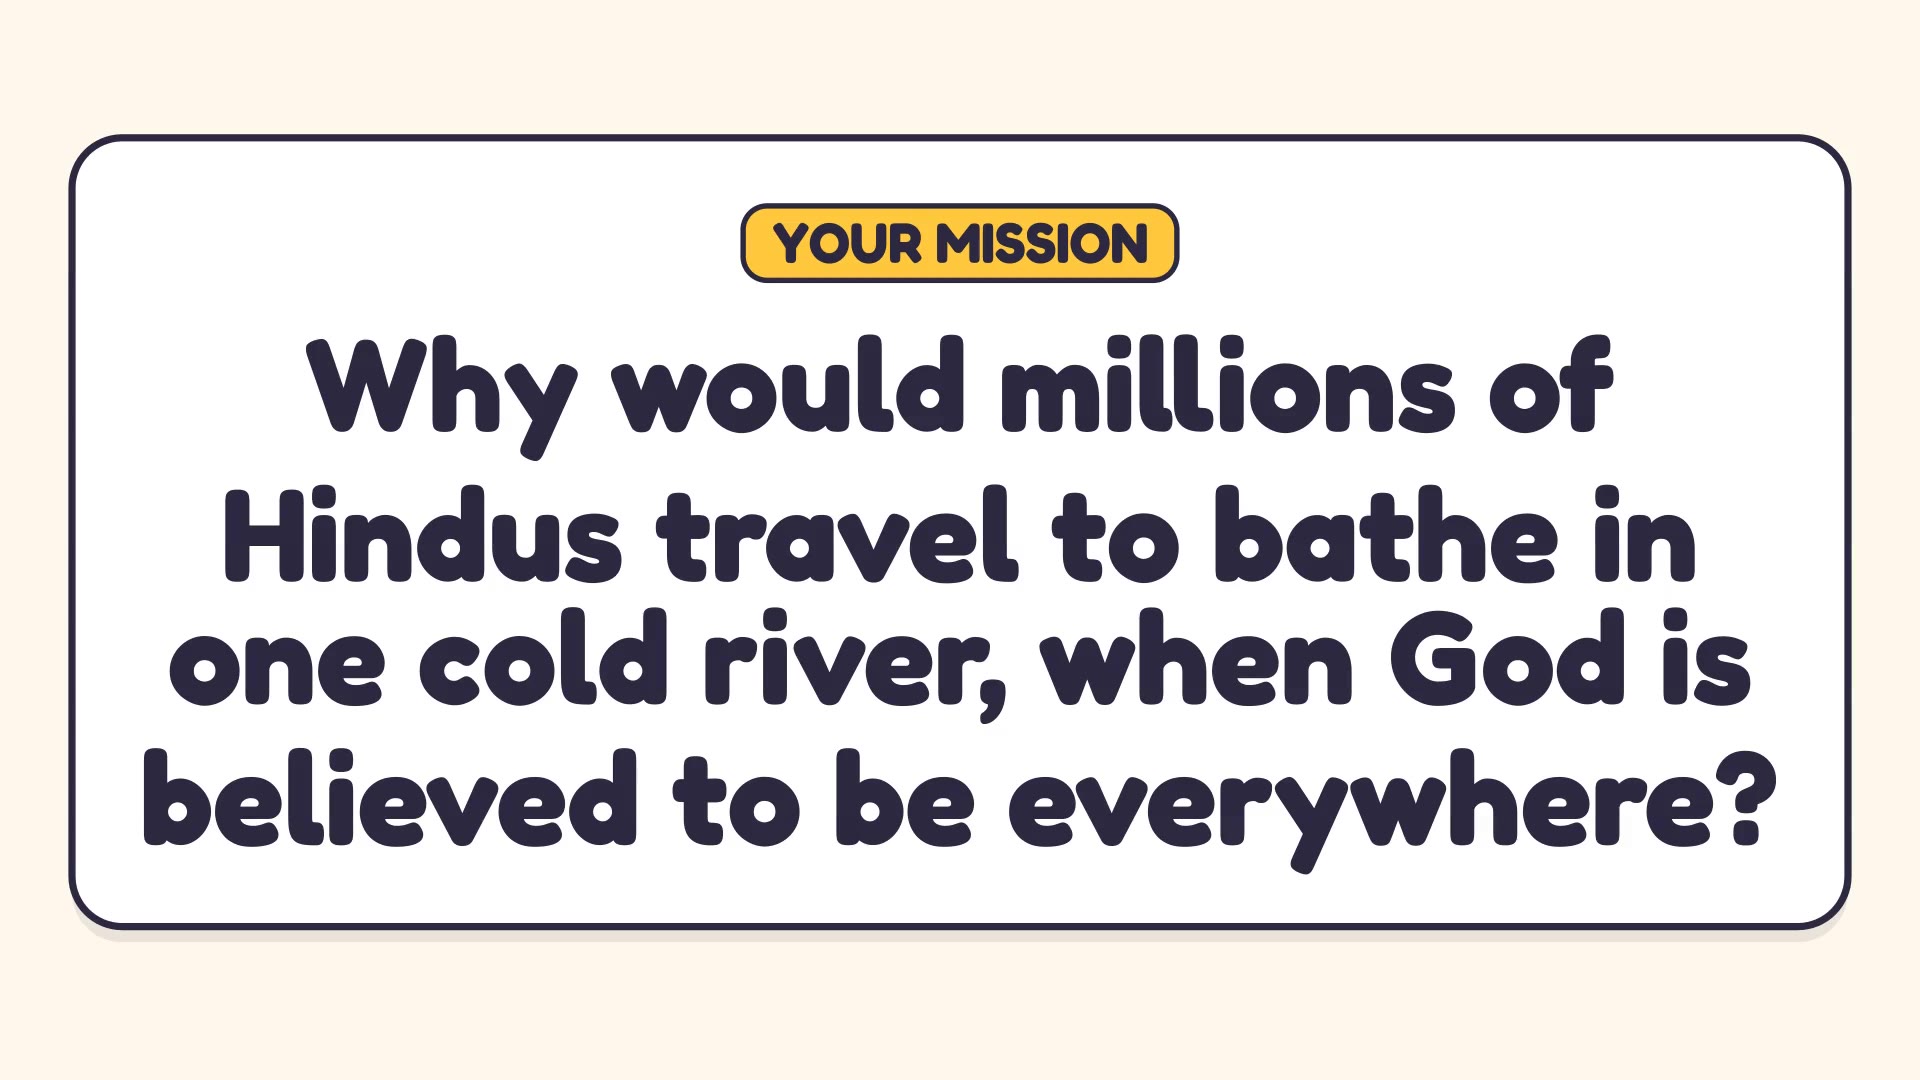 YOUR MISSION
Why would millions of
Hindus travel to bathe in
one cold river, when God is
believed to be everywhere?